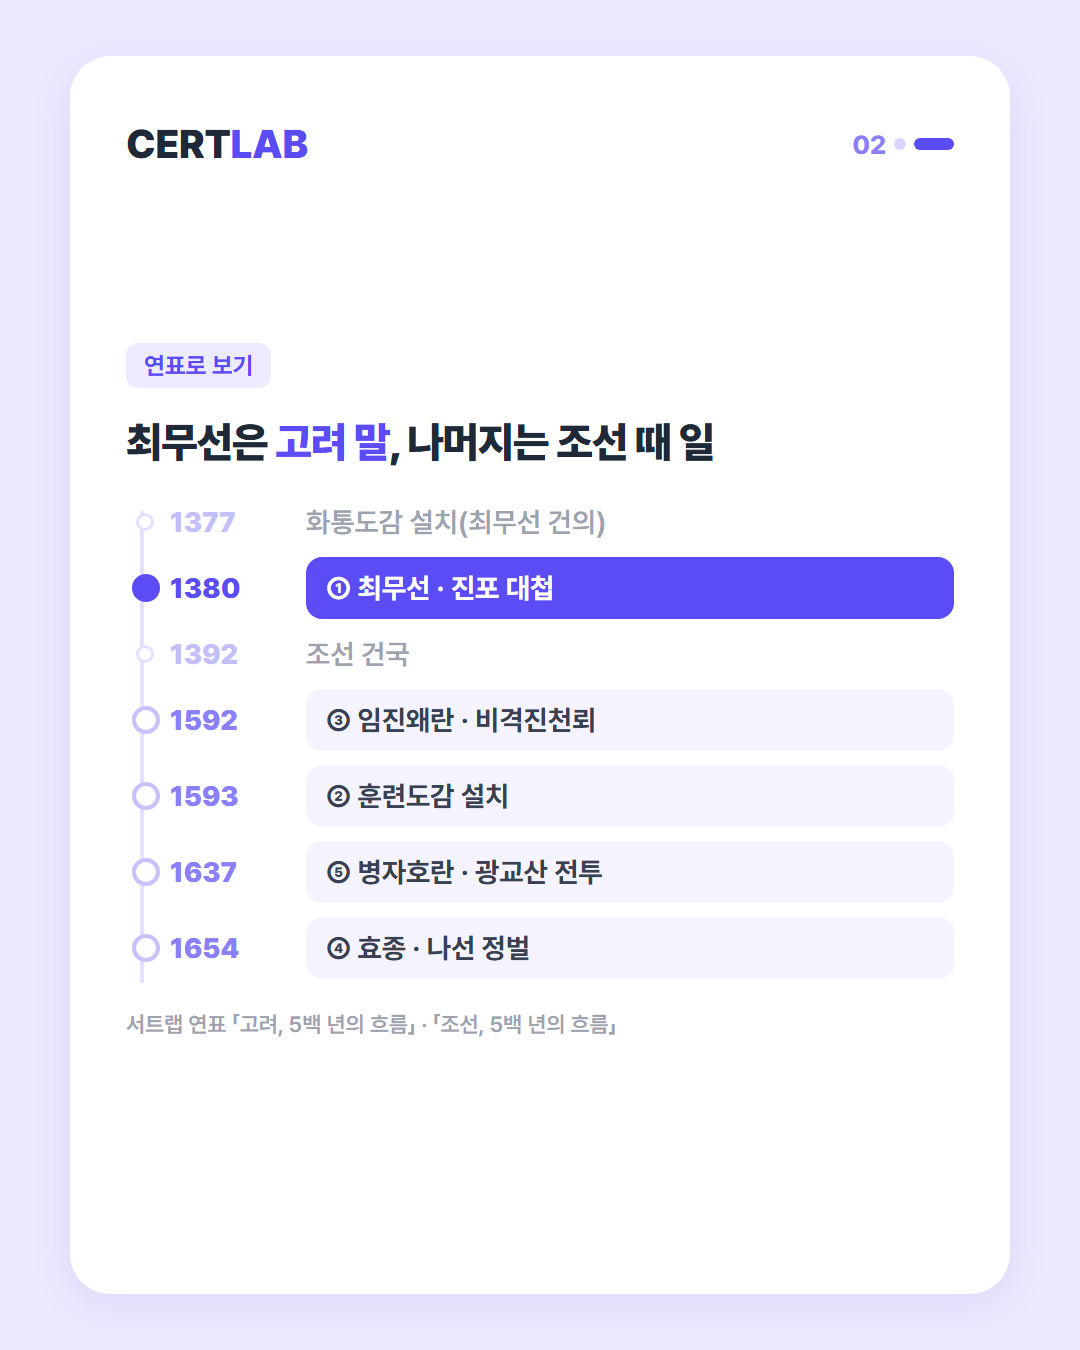 CERTLAB
02
연표로 보기
최무선은 고려 말, 나머지는 조선 때 일
1377 화통도감 설치(최무선 건의)
1380 ① 최무선 · 진포 대첩
1392 조선 건국
1592 ③ 임진왜란 · 비격진천뢰
1593 ② 훈련도감 설치
1637 ⑤ 병자호란 · 광교산 전투
1654 ④ 효종 · 나선 정벌
서트랩 연표 「고려, 5백 년의 흐름」 · 「조선, 5백 년의 흐름」